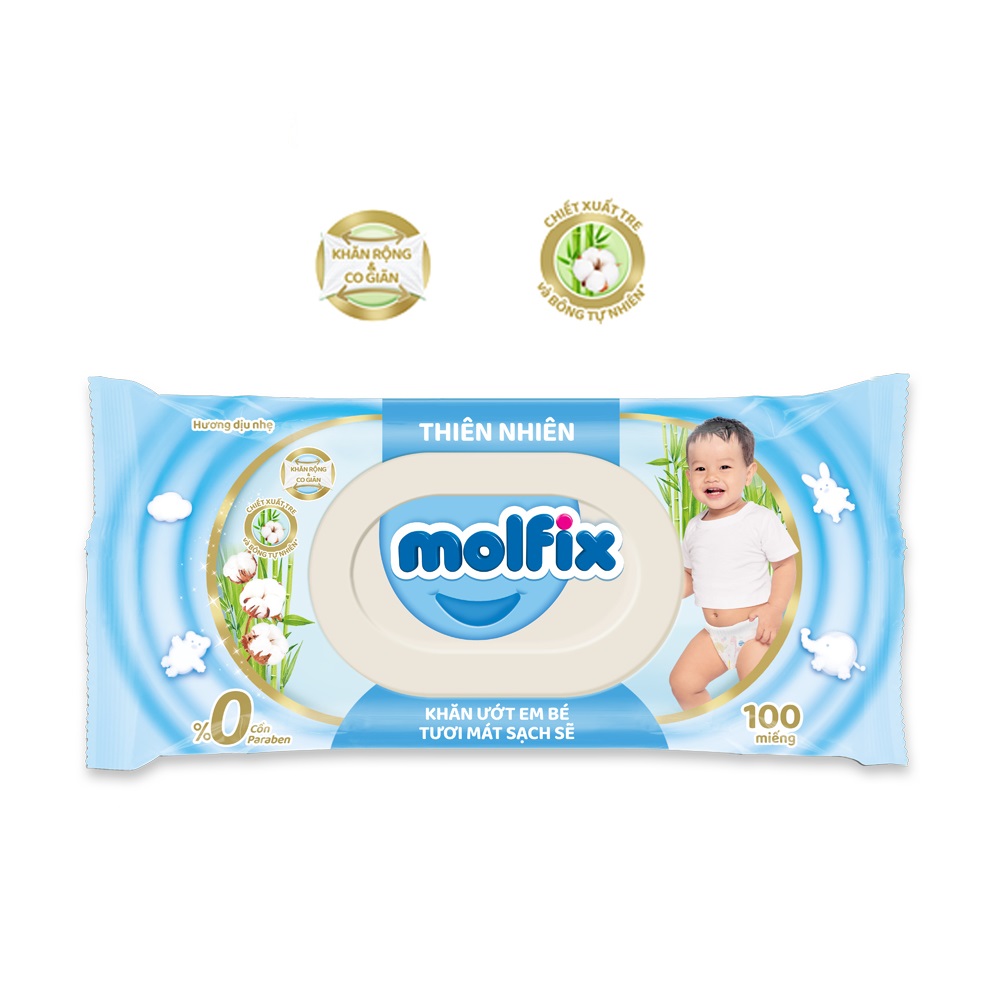 KHĂN RỘNG
&
CO GIÃN
CHIẾT XUẤT TRE
và BÔNG TỰ NHIÊN*
Hương dịu nhẹ
THIÊN NHIÊN
KHĂN RỘNG
&
CO GIÃN
CHIẾT XUẤT TRE
và BÔNG TỰ NHIÊN*
molfix
%0 Cồn
Paraben
KHĂN ƯỚT EM BÉ
TƯƠI MÁT SẠCH SẼ
100
miếng